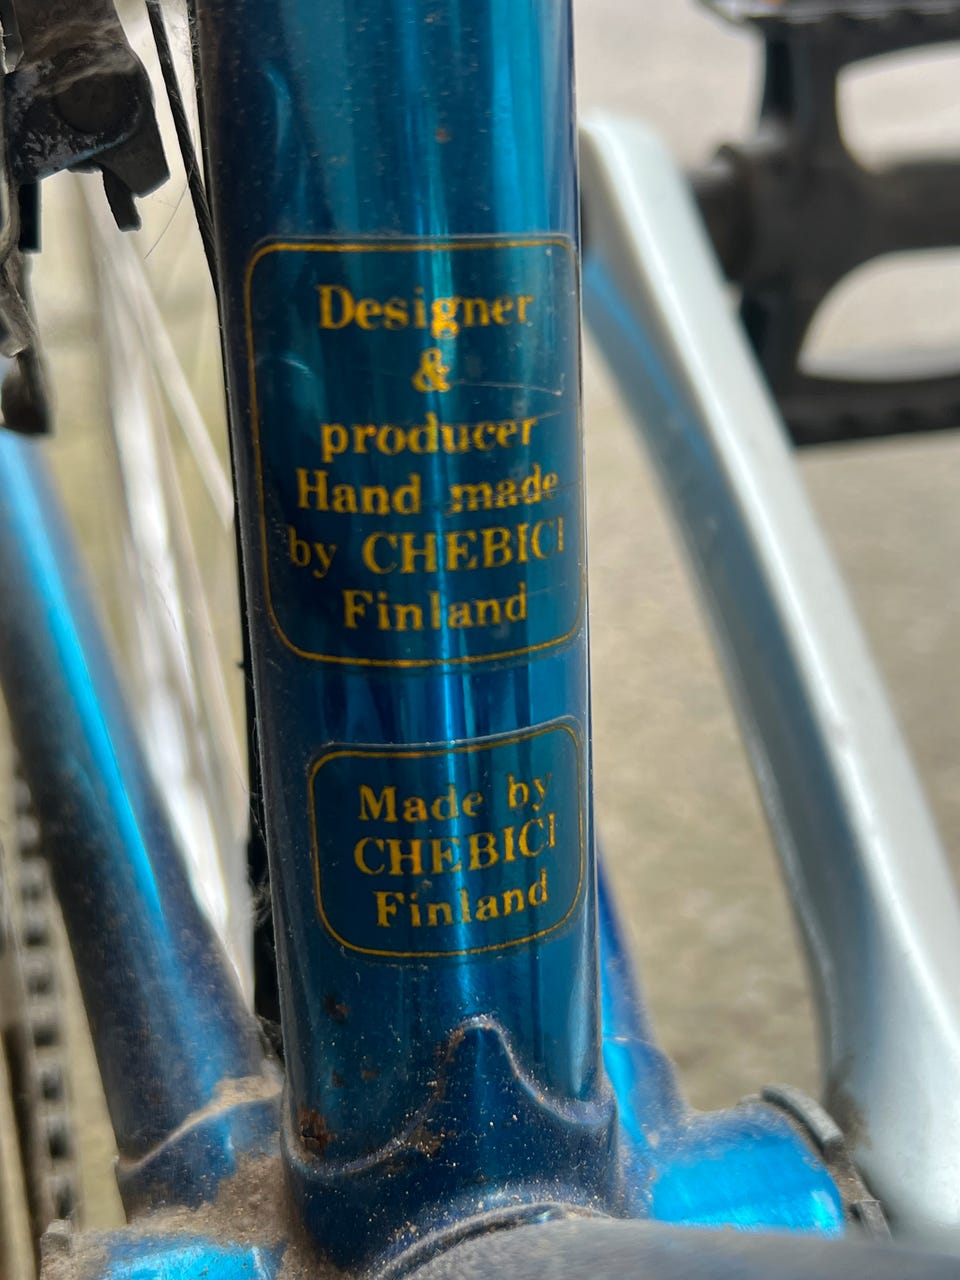 Designer
&
producer
Hand made
by CHEBICI
Finland
Made by
CHEBICI
Finland